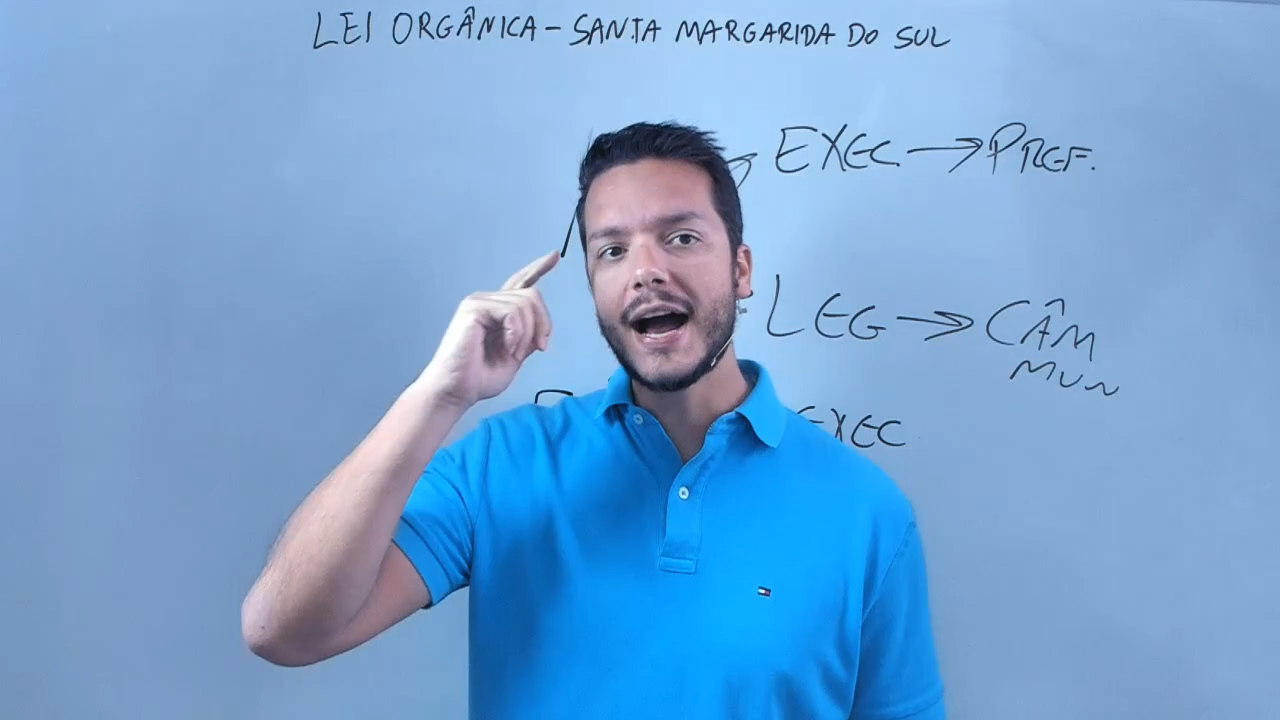 LEI ORGÂNICA - SANTA MARGARIDA DO SUL
EXEC → PREF.
LEG → CÂM
MUN
EXEC